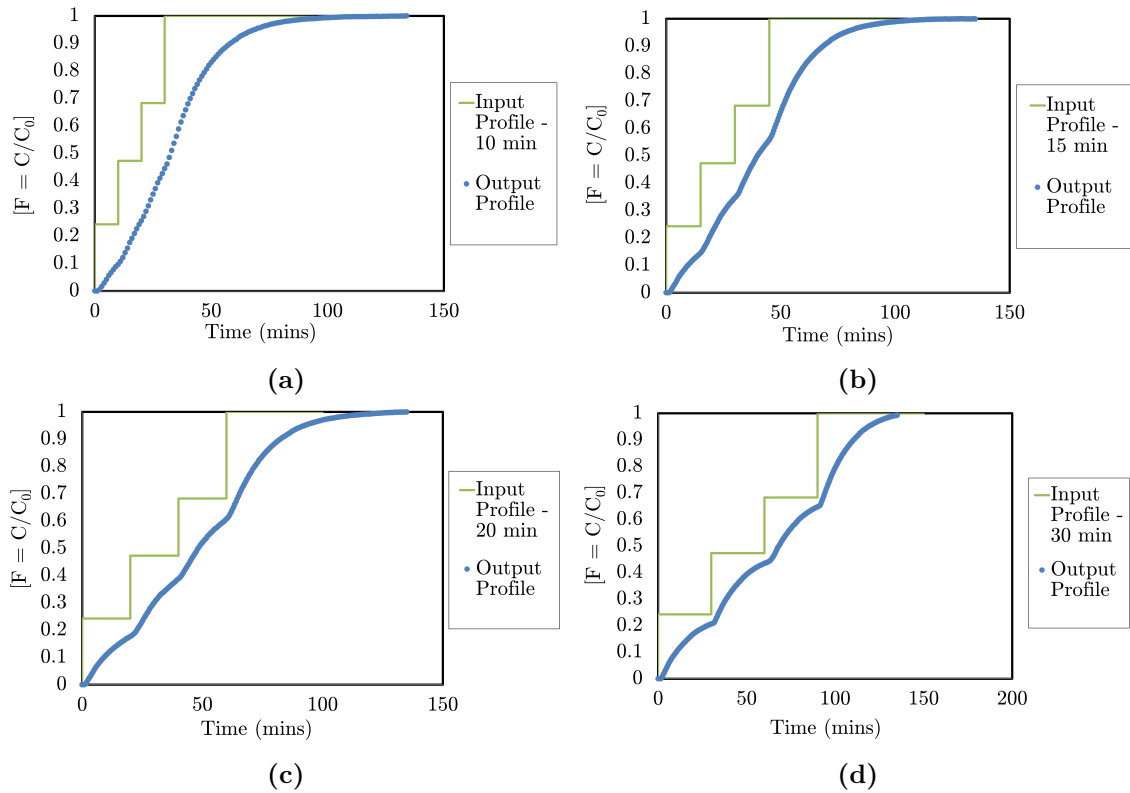 1
0.9
0.8
0.7
0.6
0.5
0.4
0.3
0.2
0.1
0
[F = C/C0]
0
50
100
150
Time (mins)
Input
Profile -
10 min
Output
Profile
(a)
1
0.9
0.8
0.7
0.6
0.5
0.4
0.3
0.2
0.1
0
[F = C/C0]
0
50
100
150
Time (mins)
Input
Profile -
15 min
Output
Profile
(b)
1
0.9
0.8
0.7
0.6
0.5
0.4
0.3
0.2
0.1
0
[F = C/C0]
0
50
100
150
Time (mins)
Input
Profile -
20 min
Output
Profile
(c)
1
0.9
0.8
0.7
0.6
0.5
0.4
0.3
0.2
0.1
0
[F = C/C0]
0
50
100
150
200
Time (mins)
Input
Profile -
30 min
Output
Profile
(d)